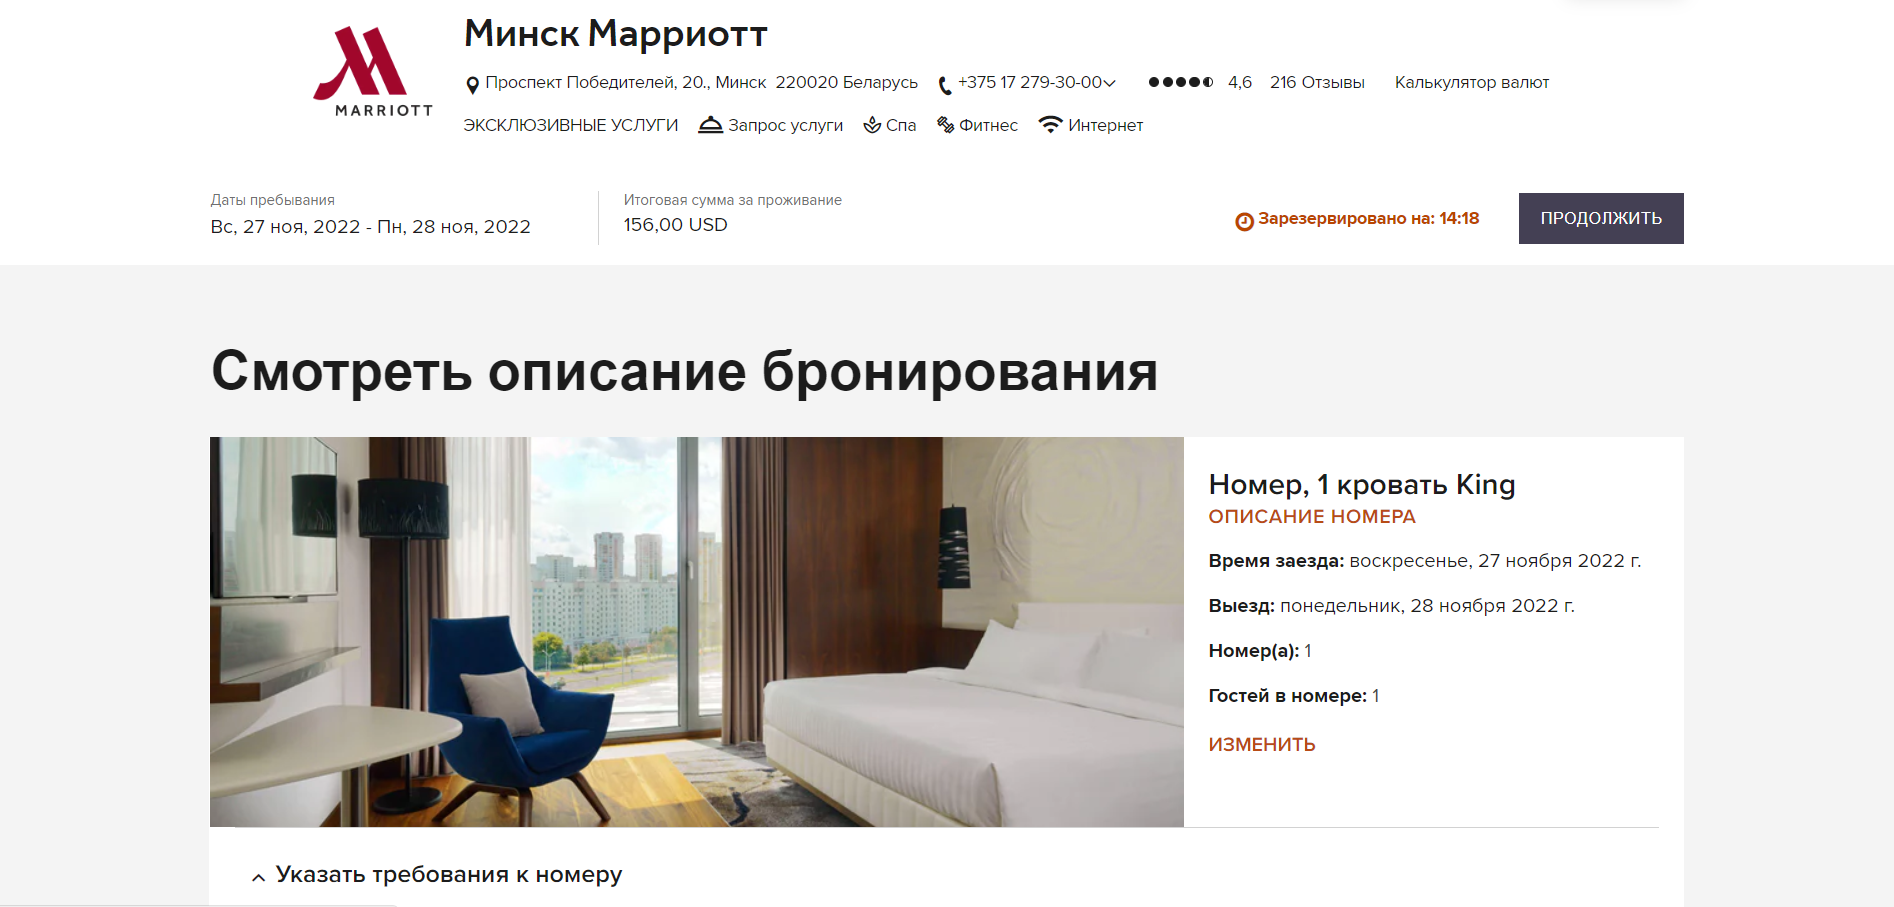 MARRIOTT
Минск Марриотт
Проспект Победителей, 20., Минск 220020 Беларусь +375 17 279-30-00 4,6 216 Отзывы Калькулятор валют
ЭКСКЛЮЗИВНЫЕ УСЛУГИ Запрос услуги Спа Фитнес Интернет
Даты пребывания
Вс, 27 ноя, 2022 - Пн, 28 ноя, 2022
Итоговая сумма за проживание
156,00 USD
Зарезервировано на: 14:18
ПРОДОЛЖИТЬ
Смотреть описание бронирования
Номер, 1 кровать King
ОПИСАНИЕ НОМЕРА
Время заезда: воскресенье, 27 ноября 2022 г.
Выезд: понедельник, 28 ноября 2022 г.
Номер(а): 1
Гостей в номере: 1
ИЗМЕНИТЬ
Указать требования к номеру